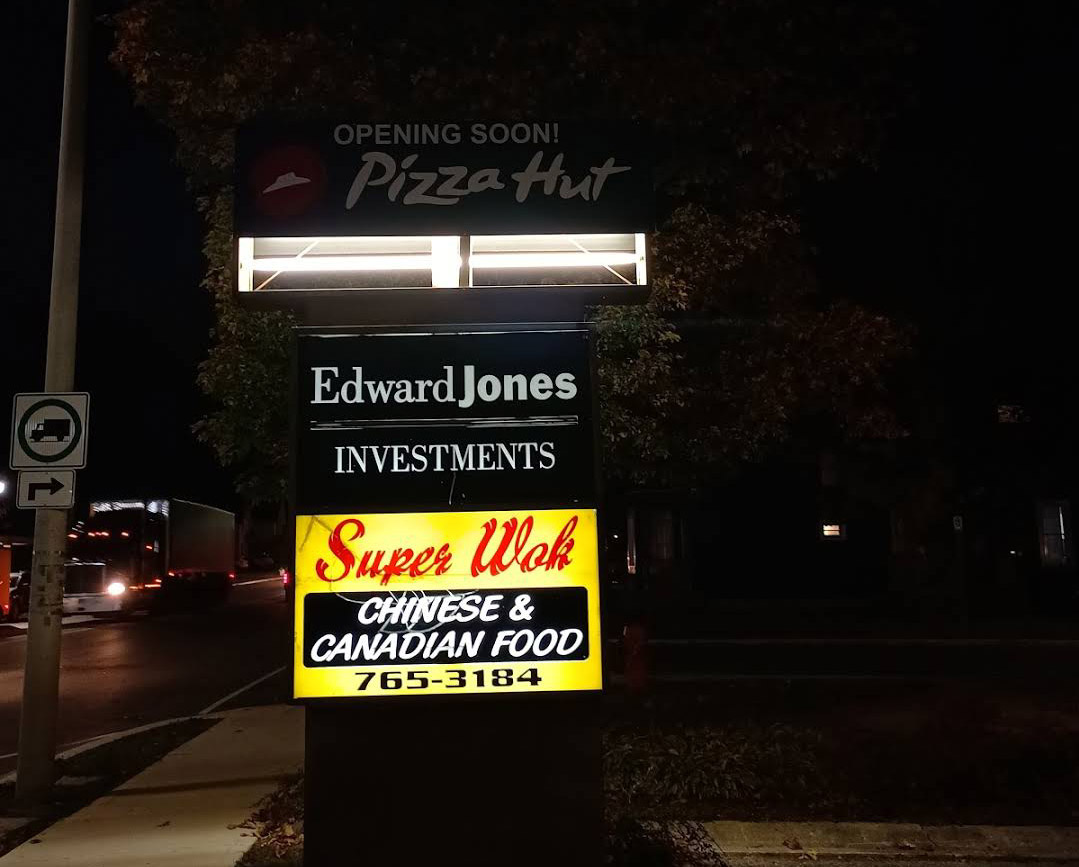 OPENING SOON!
Pizza Hut
Edward Jones
INVESTMENTS
Super Wok
CHINESE &
CANADIAN FOOD
765-3184